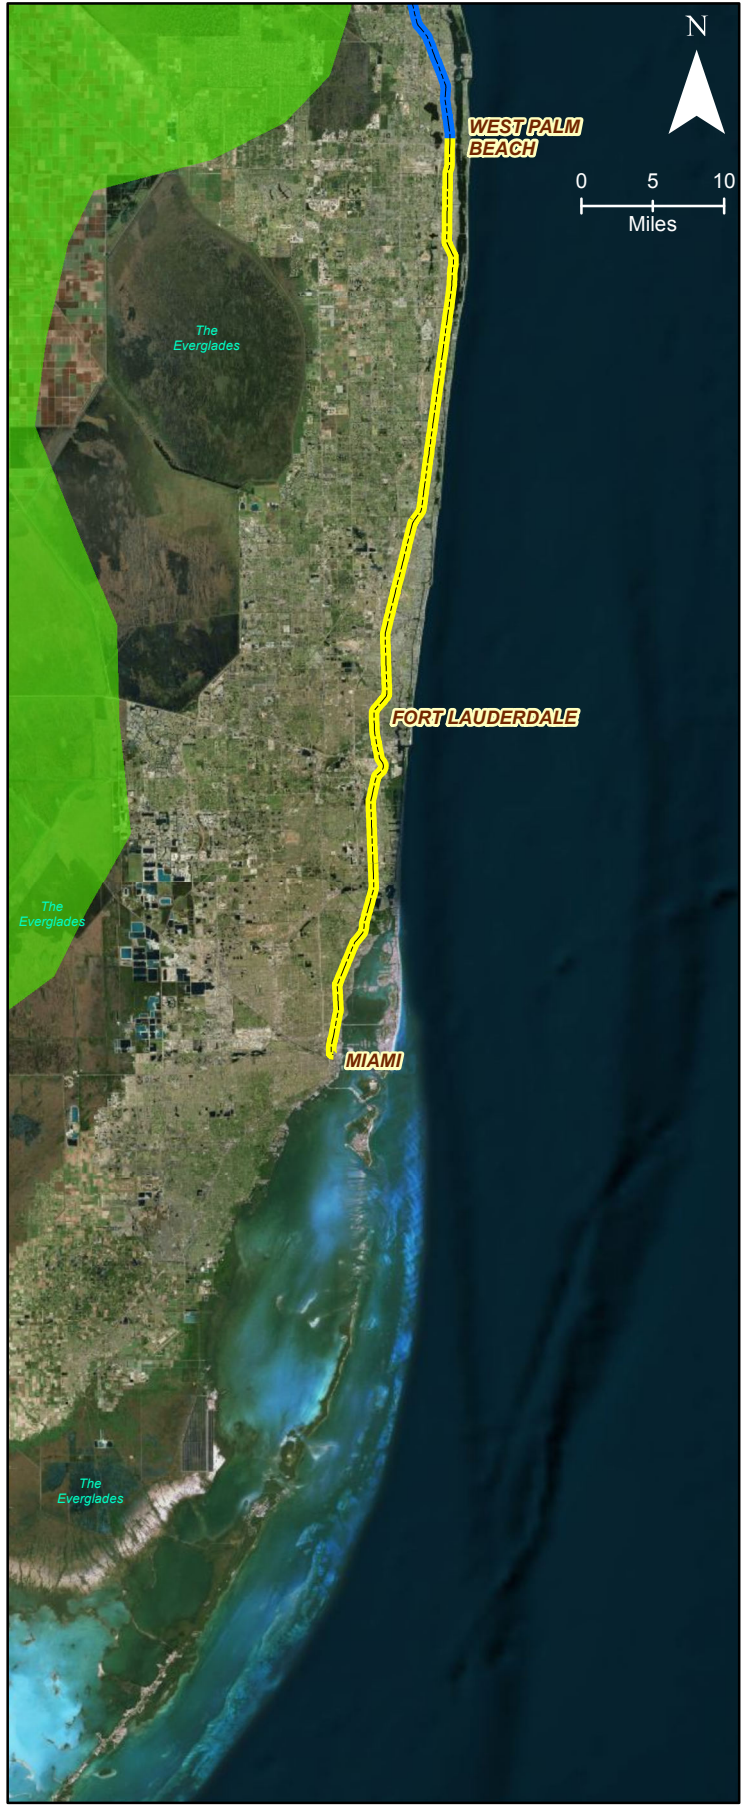 N
WEST PALM
BEACH
0 5 10
Miles
The
Everglades
FORT LAUDERDALE
The
Everglades
MIAMI
The
Everglades